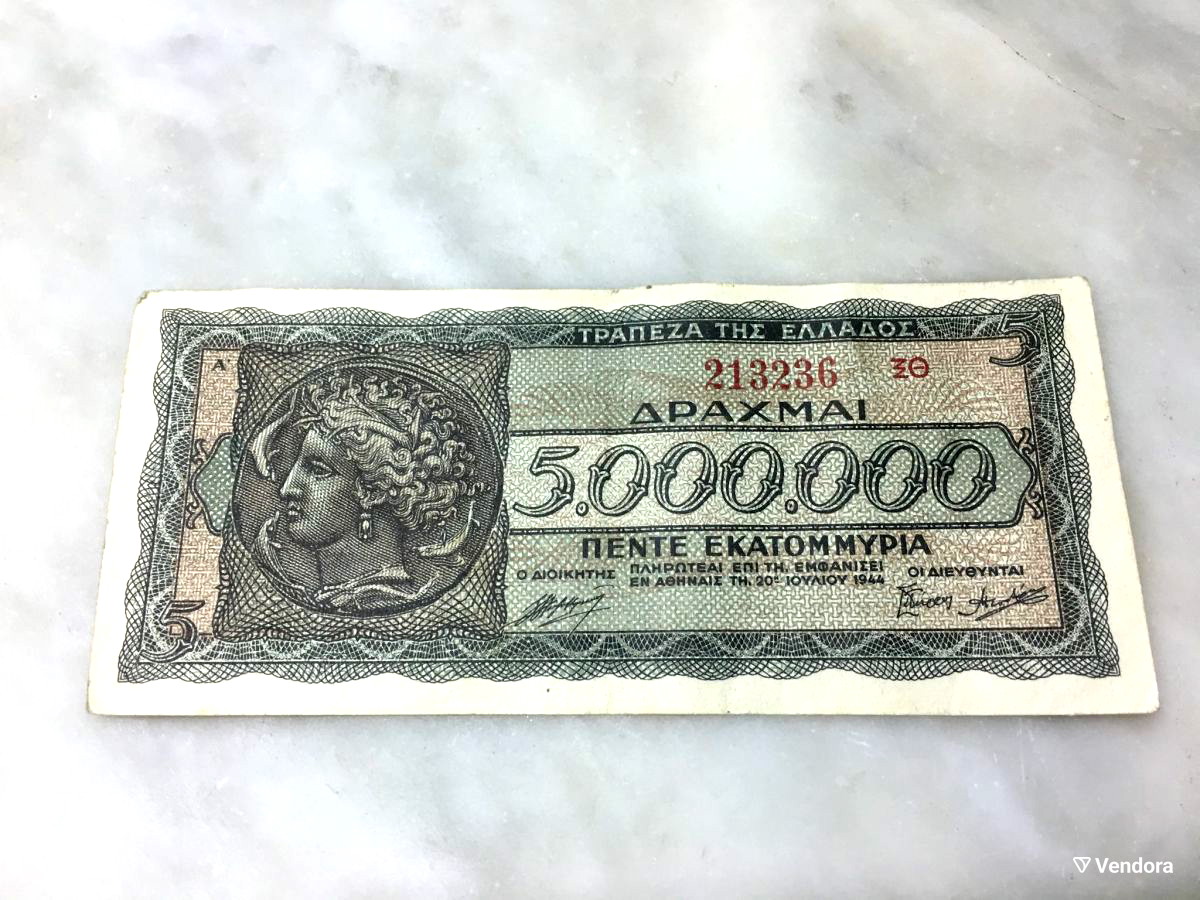 ΤΡΑΠΕΖΑ ΤΗΣ ΕΛΛΑΔΟΣ
5
Α
213236 ΞΘ
ΔΡΑΧΜΑΙ
5.000.000
ΠΕΝΤΕ ΕΚΑΤΟΜΜΥΡΙΑ
Ο ΔΙΟΙΚΗΤΗΣ ΠΛΗΡΩΤΕΑΙ ΕΠΙ ΤΗ. ΕΜΦΑΝΙΣΕΙ ΟΙ ΔΙΕΥΘΥΝΤΑΙ
ΕΝ ΑΘΗΝΑΙΣ ΤΗ. 20ῌ ΙΟΥΛΙΟΥ 1944
5
Vendora